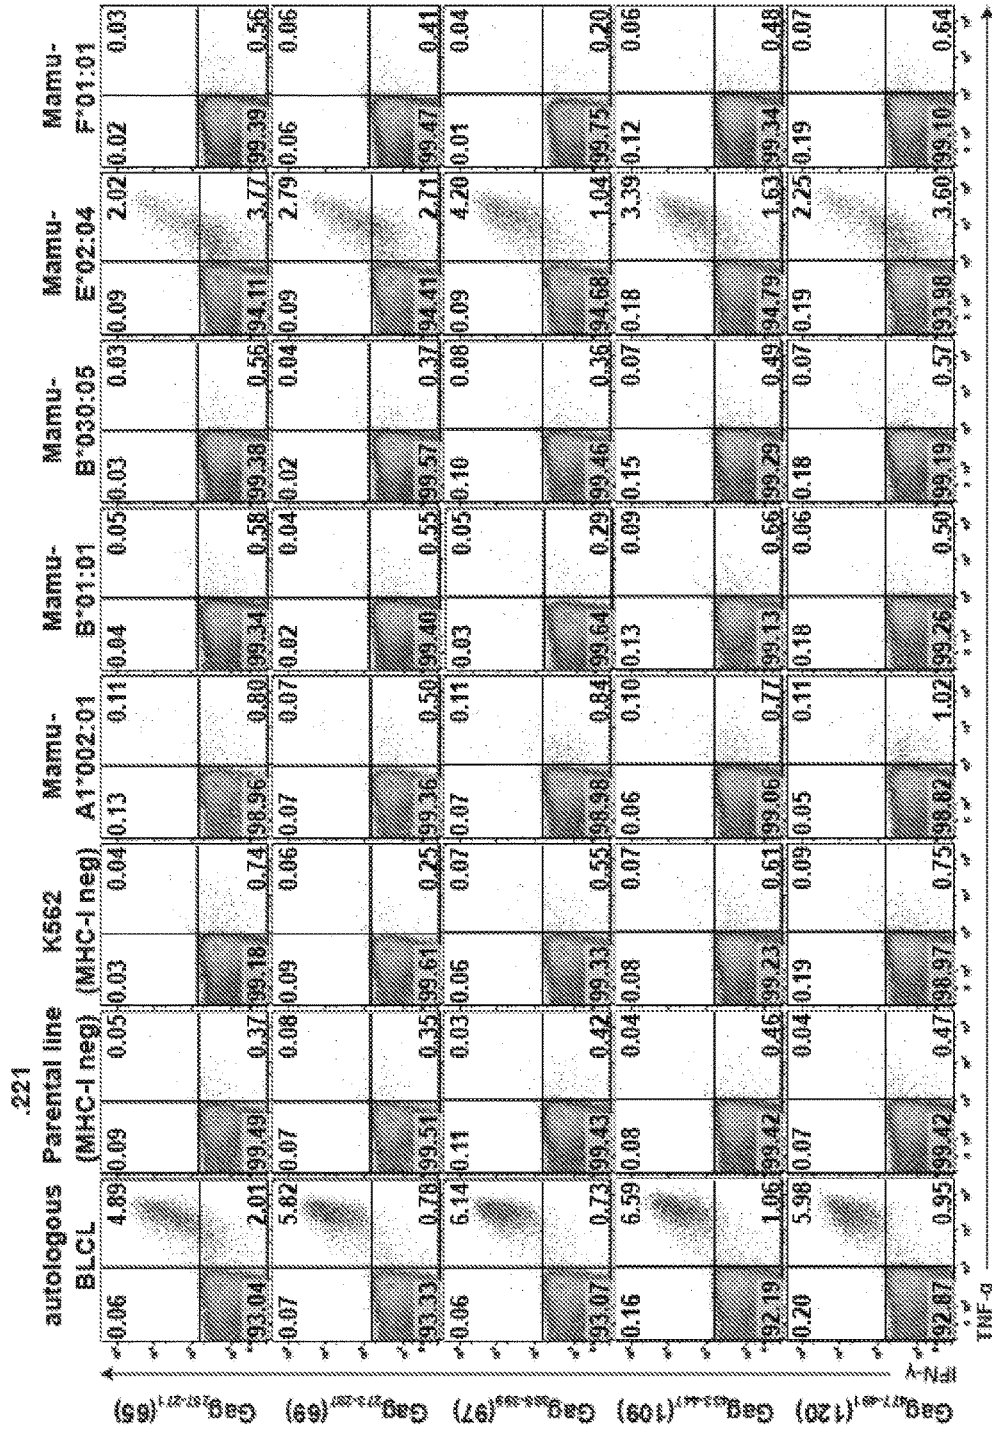 .221
autologous Parental line K562 Mamu- Mamu- Mamu- Mamu- Mamu-
BLCL (MHC-I neg) (MHC-I neg) A1*002:01 B*01:01 B*030:05 E*02:04 F*01:01
Gag257-271 (65)
0.06 4.89 0.09 0.05 0.03 0.04 0.13 0.11 0.04 0.05 0.03 0.03 0.09 2.02 0.02 0.03
93.04 2.01 99.49 0.37 99.18 0.74 98.96 0.80 99.34 0.58 99.38 0.56 94.11 3.77 99.39 0.56
Gag273-287 (69)
0.07 5.82 0.07 0.08 0.09 0.06 0.07 0.07 0.02 0.04 0.02 0.04 0.09 2.79 0.06 0.06
93.33 0.78 99.51 0.35 99.61 0.25 99.36 0.50 99.40 0.55 99.57 0.37 94.41 2.71 99.47 0.41
Gag385-399 (97)
0.06 6.14 0.11 0.03 0.06 0.07 0.07 0.11 0.03 0.05 0.10 0.08 0.09 4.20 0.01 0.04
93.07 0.73 99.43 0.42 99.33 0.55 98.98 0.84 99.64 0.29 99.46 0.36 94.68 1.04 99.75 0.20
Gag433-447 (109)
0.16 6.59 0.08 0.04 0.08 0.07 0.06 0.10 0.13 0.09 0.15 0.07 0.18 3.39 0.12 0.06
92.19 1.06 99.42 0.46 99.23 0.61 99.06 0.77 99.13 0.66 99.29 0.49 94.79 1.63 99.34 0.48
Gag477-491 (120)
0.20 5.98 0.07 0.04 0.19 0.09 0.05 0.11 0.18 0.06 0.18 0.07 0.19 2.25 0.19 0.07
92.87 0.95 99.42 0.47 98.97 0.75 98.82 1.02 99.26 0.50 99.19 0.57 93.98 3.60 99.10 0.64
IFN-γ
TNF-α